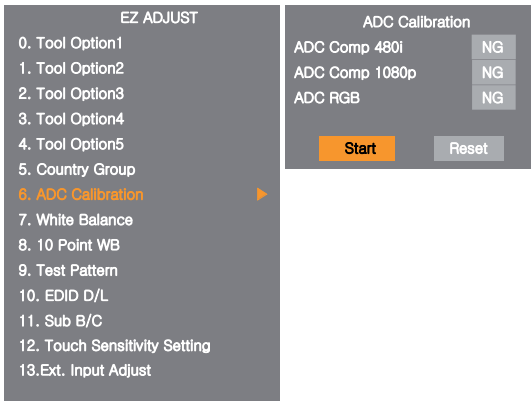 EZ ADJUST
0. Tool Option1
1. Tool Option2
2. Tool Option3
3. Tool Option4
4. Tool Option5
5. Country Group
6. ADC Calibration
7. White Balance
8. 10 Point WB
9. Test Pattern
10. EDID D/L
11. Sub B/C
12. Touch Sensitivity Setting
13.Ext. Input Adjust
ADC Calibration
ADC Comp 480i NG
ADC Comp 1080p NG
ADC RGB NG
Start Reset